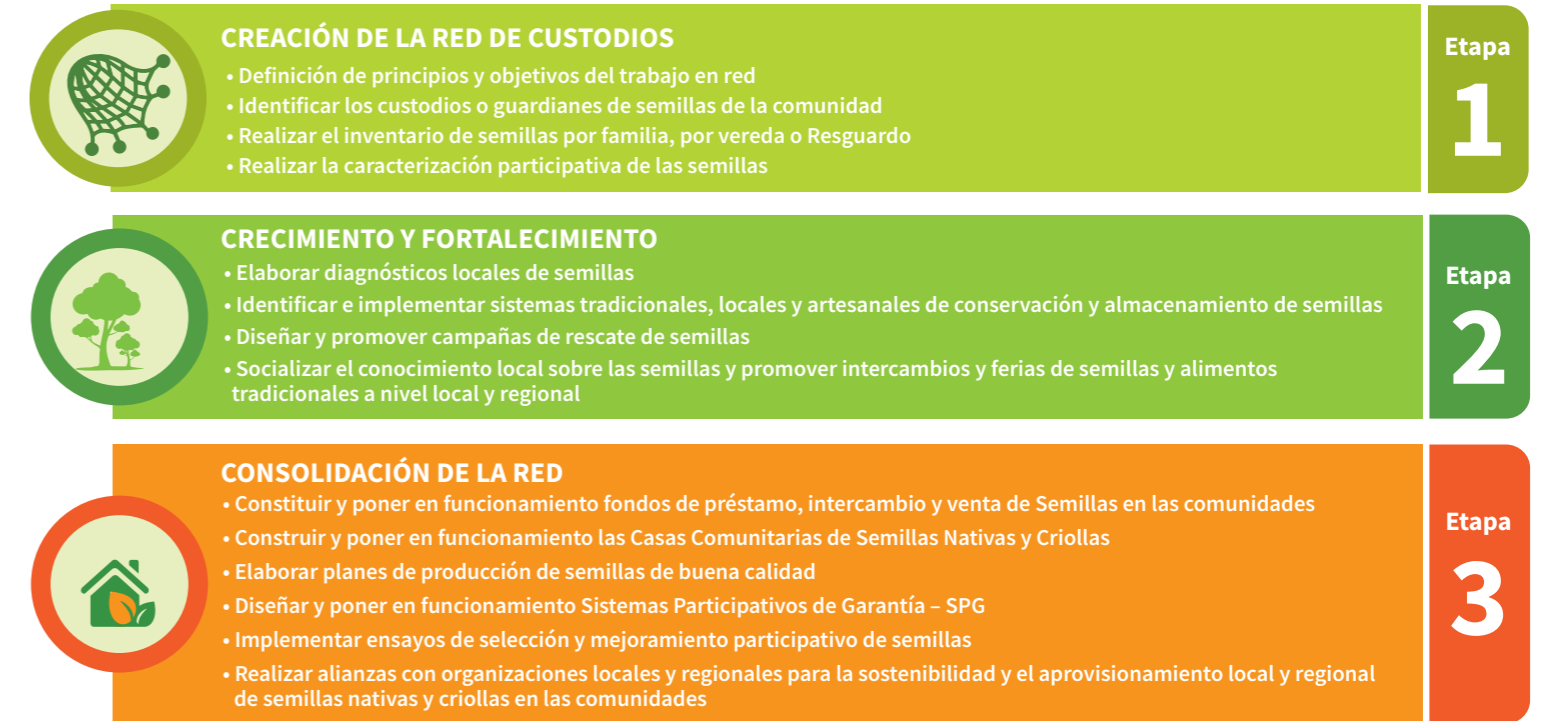 CREACIÓN DE LA RED DE CUSTODIOS
• Definición de principios y objetivos del trabajo en red
• Identificar los custodios o guardianes de semillas de la comunidad
• Realizar el inventario de semillas por familia, por vereda o Resguardo
• Realizar la caracterización participativa de las semillas
Etapa
1
CRECIMIENTO Y FORTALECIMIENTO
• Elaborar diagnósticos locales de semillas
• Identificar e implementar sistemas tradicionales, locales y artesanales de conservación y almacenamiento de semillas
• Diseñar y promover campañas de rescate de semillas
• Socializar el conocimiento local sobre las semillas y promover intercambios y ferias de semillas y alimentos
tradicionales a nivel local y regional
Etapa
2
CONSOLIDACIÓN DE LA RED
• Constituir y poner en funcionamiento fondos de préstamo, intercambio y venta de Semillas en las comunidades
• Construir y poner en funcionamiento las Casas Comunitarias de Semillas Nativas y Criollas
• Elaborar planes de producción de semillas de buena calidad
• Diseñar y poner en funcionamiento Sistemas Participativos de Garantía – SPG
• Implementar ensayos de selección y mejoramiento participativo de semillas
• Realizar alianzas con organizaciones locales y regionales para la sostenibilidad y el aprovisionamiento local y regional
de semillas nativas y criollas en las comunidades
Etapa
3